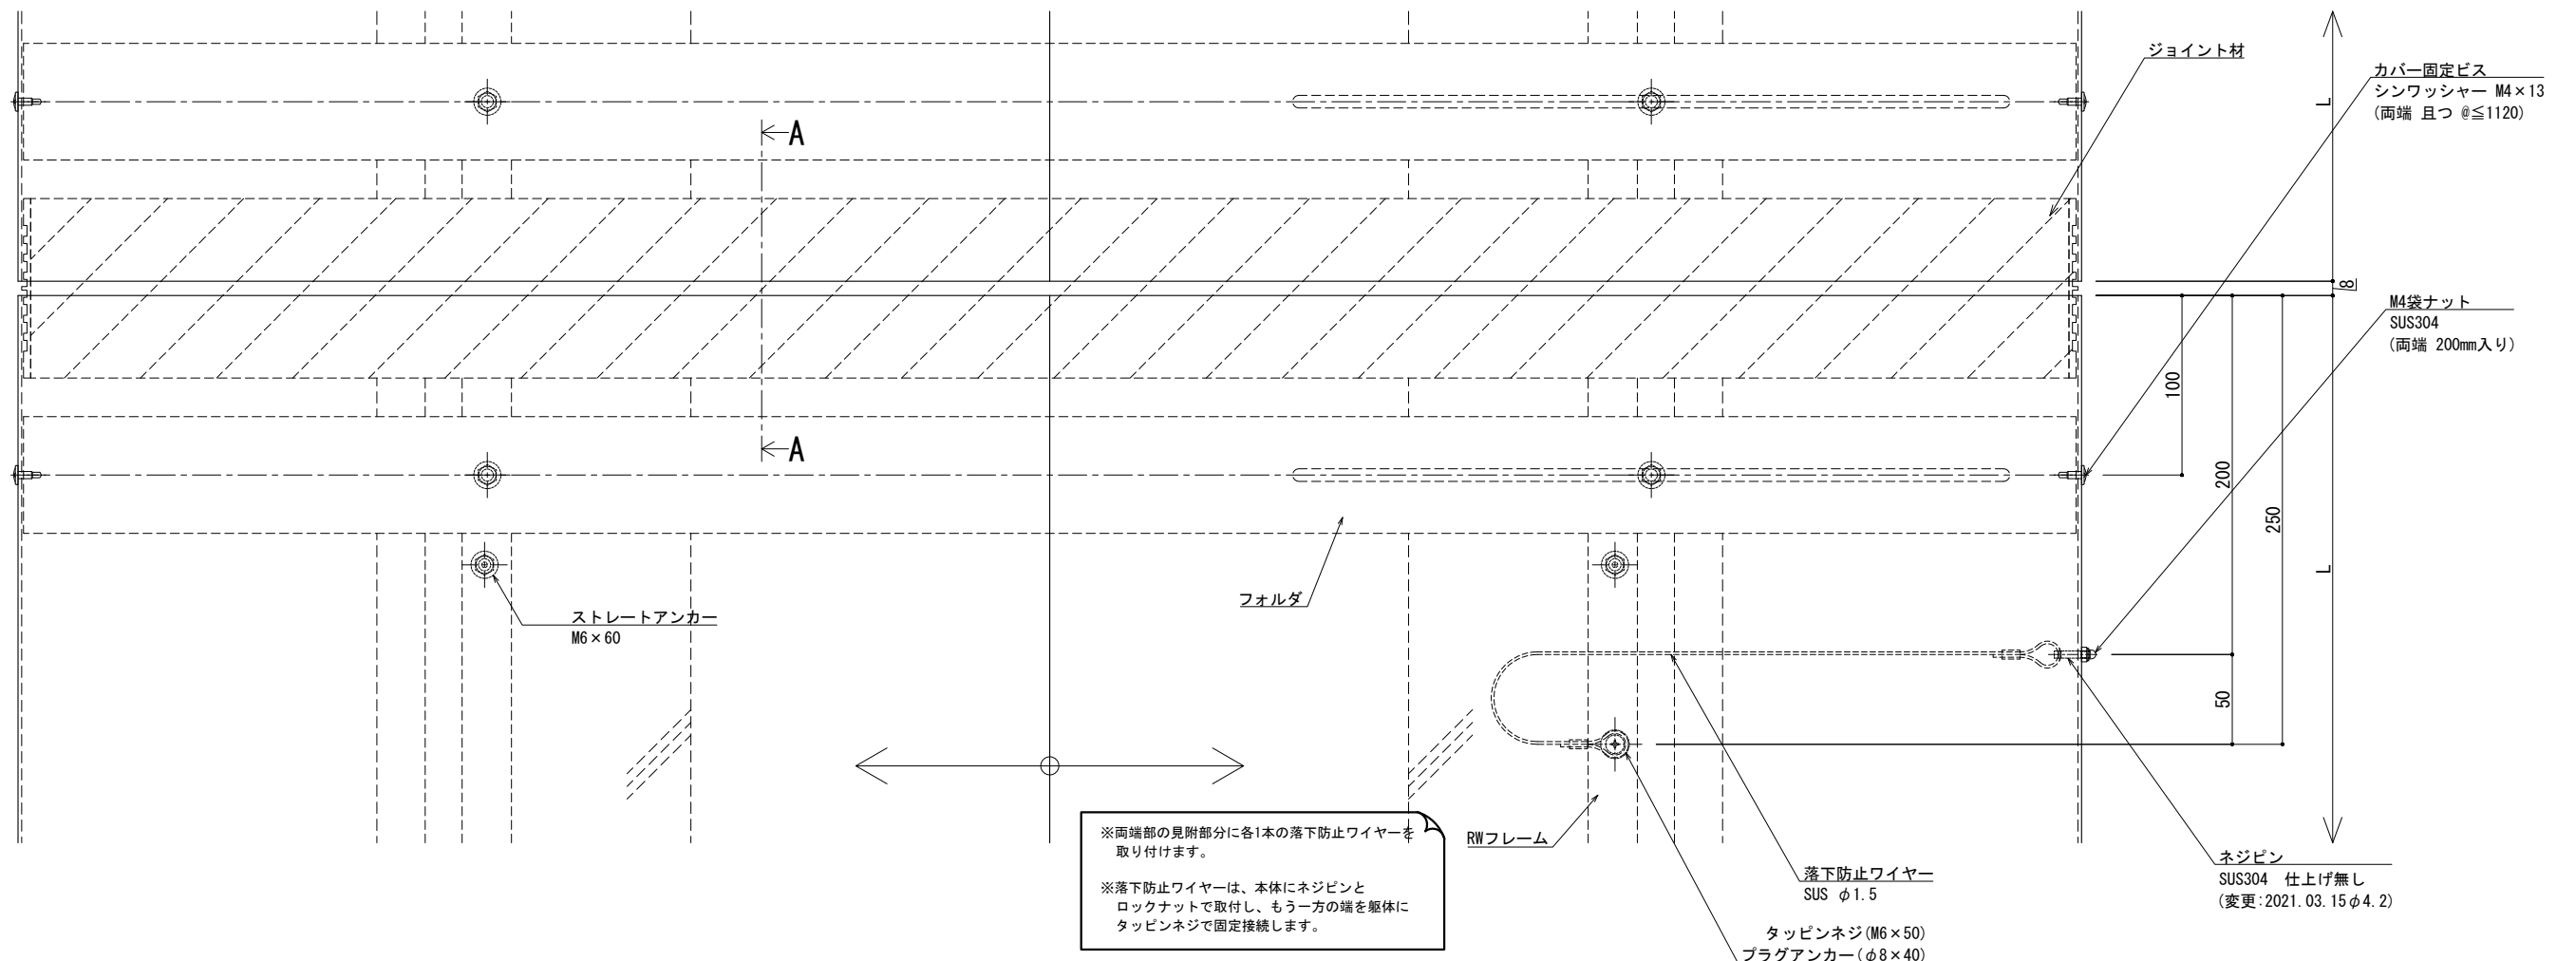 ジョイント材
カバー固定ビス
シンワッシャー M4×13
(両端 且つ @≦1120)
L
A
8
M4袋ナット
SUS304
(両端 200mm入り)
100
A
200
250
L
フォルダ
ストレートアンカー
M6×60
50
※両端部の見附部分に各1本の落下防止ワイヤーを
取り付けます。
※落下防止ワイヤーは、本体にネジピンと
ロックナットで取付し、もう一方の端を躯体に
タッピンネジで固定接続します。
RWフレーム
落下防止ワイヤー
SUS φ1.5
ネジピン
SUS304 仕上げ無し
(変更:2021.03.15φ4.2)
タッピンネジ(M6×50)
プラグアンカー(φ8×40)